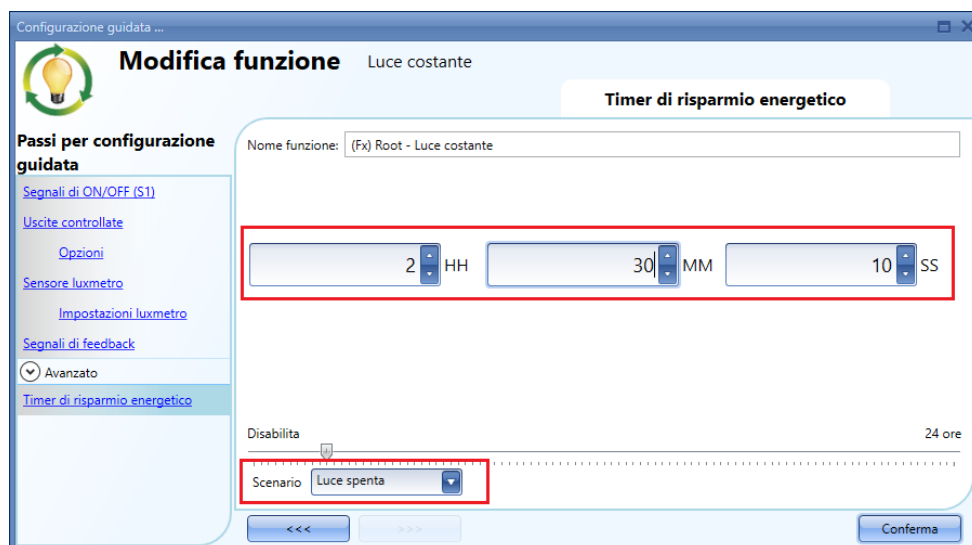 Configurazione guidata ...
Modifica funzione Luce costante
Timer di risparmio energetico
Passi per configurazione
guidata
Segnali di ON/OFF (S1)
Uscite controllate
Opzioni
Sensore luxmetro
Impostazioni luxmetro
Segnali di feedback
Avanzato
Timer di risparmio energetico
Nome funzione: (Fx) Root - Luce costante
2 HH 30 MM 10 SS
Disabilita 24 ore
Scenario Luce spenta
<<< >>> Conferma